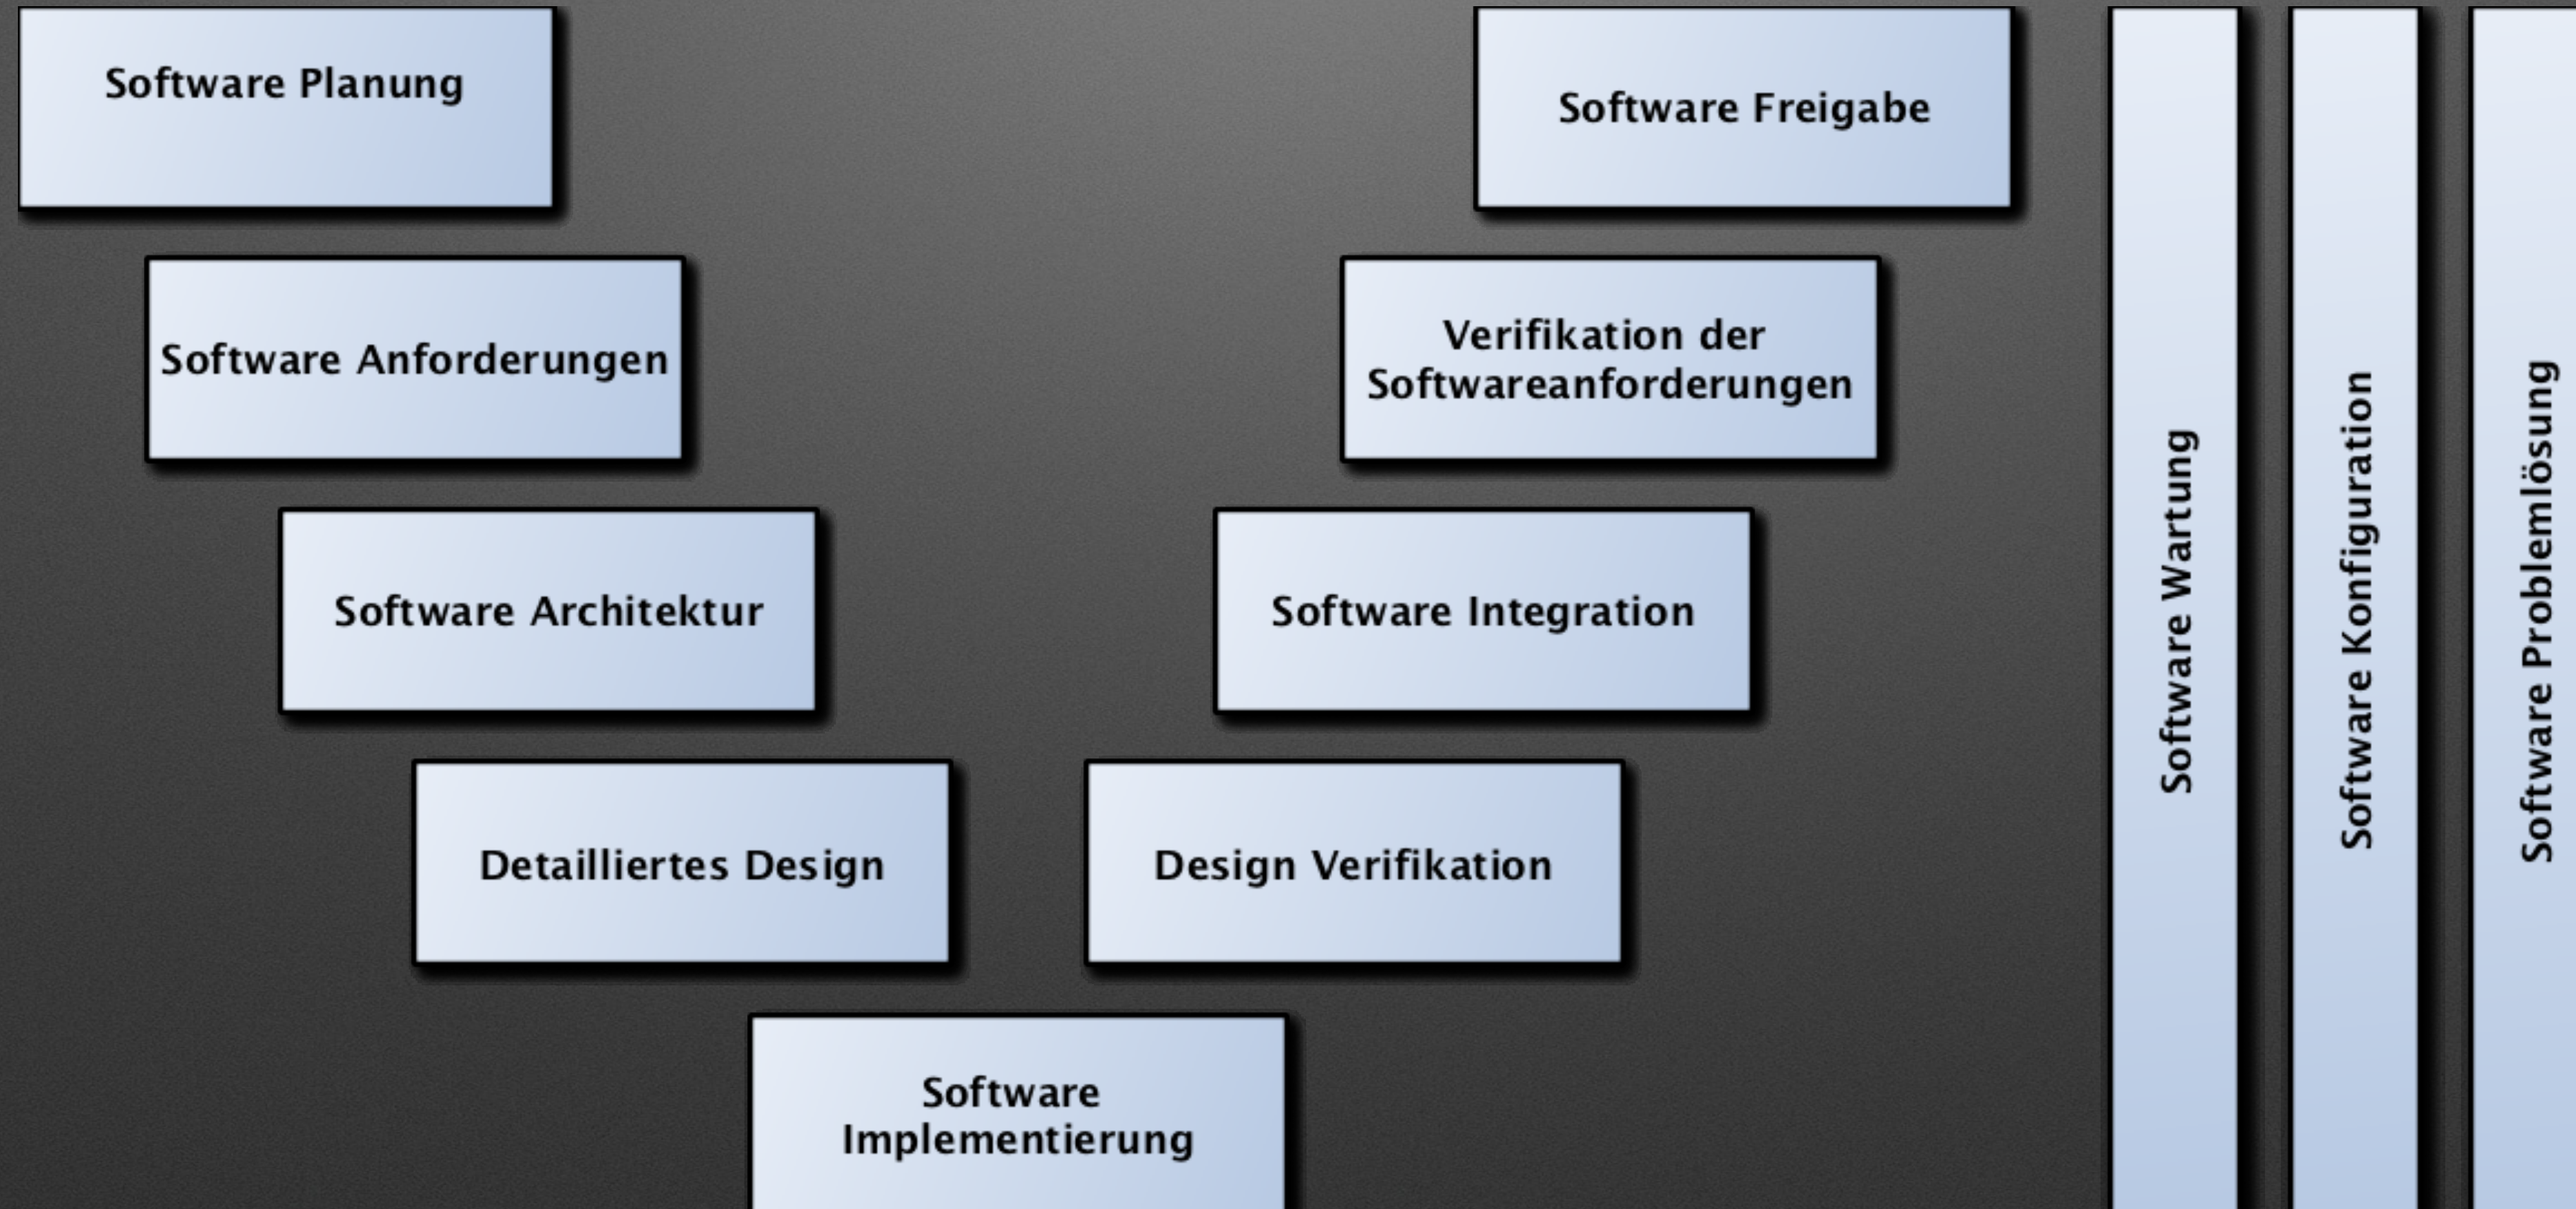 Software Planung
Software Freigabe
Software Anforderungen
Verifikation der
Softwareanforderungen
Software Architektur
Software Integration
Detailliertes Design
Design Verifikation
Software
Implementierung
Software Wartung
Software Konfiguration
Software Problemlösung